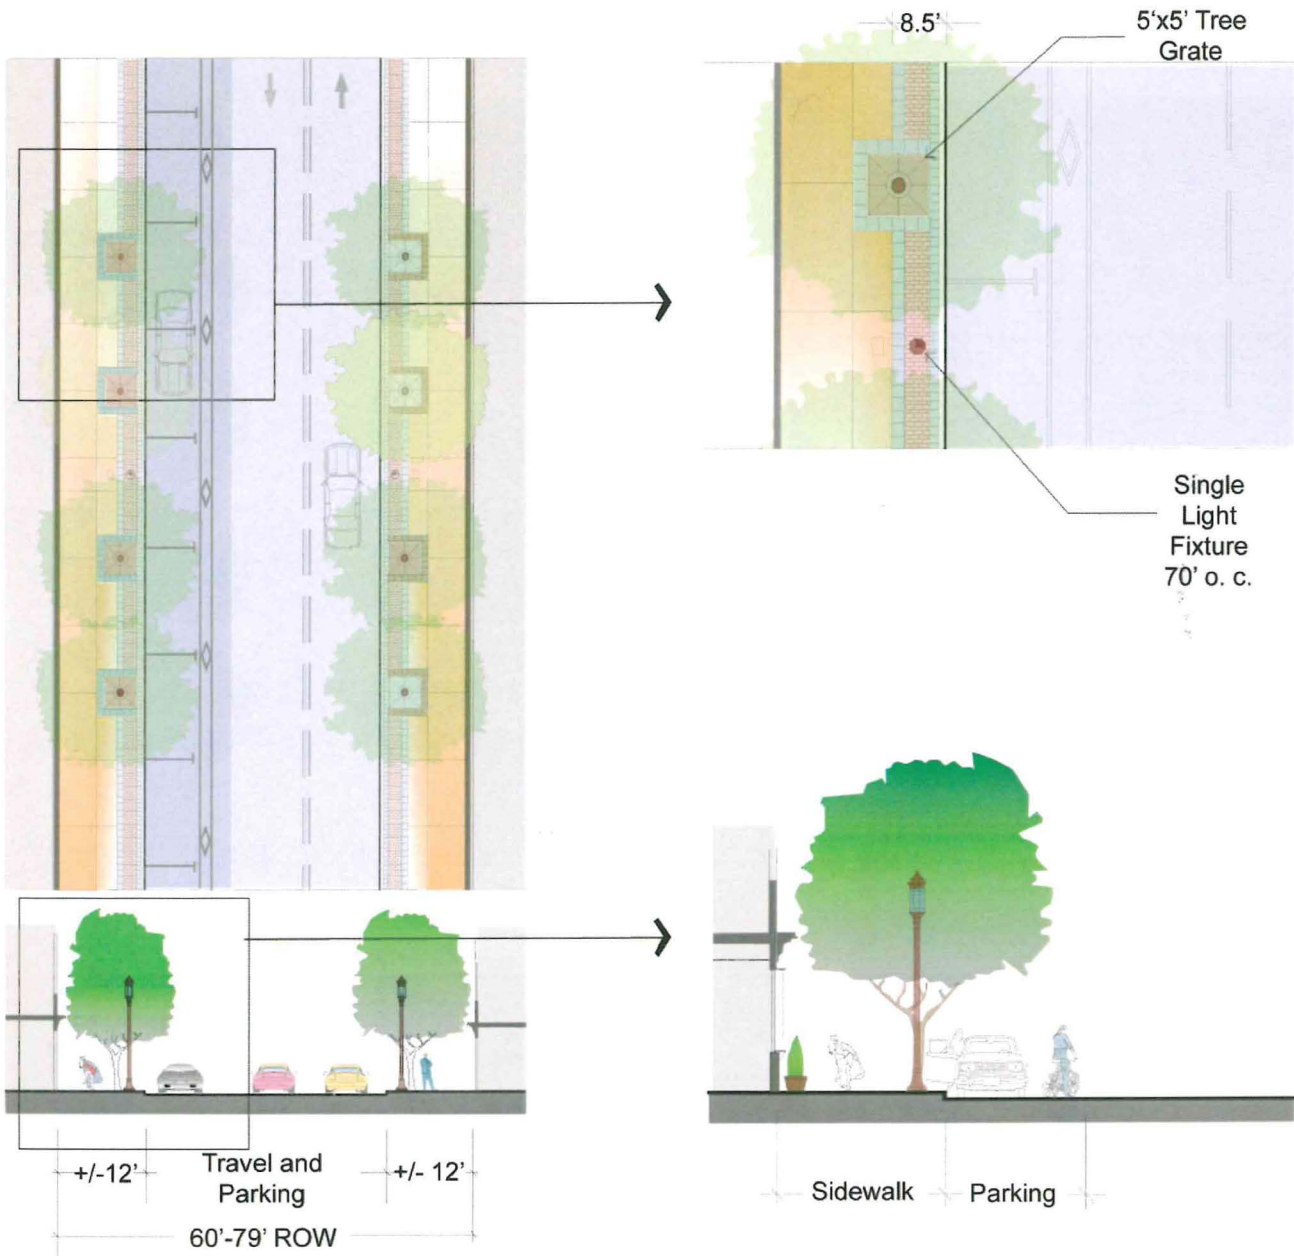 8.5'
5'x5' Tree
Grate
Single
Light
Fixture
70' o. c.
+/-12'
Travel and
Parking
+/- 12'
60'-79' ROW
Sidewalk
Parking